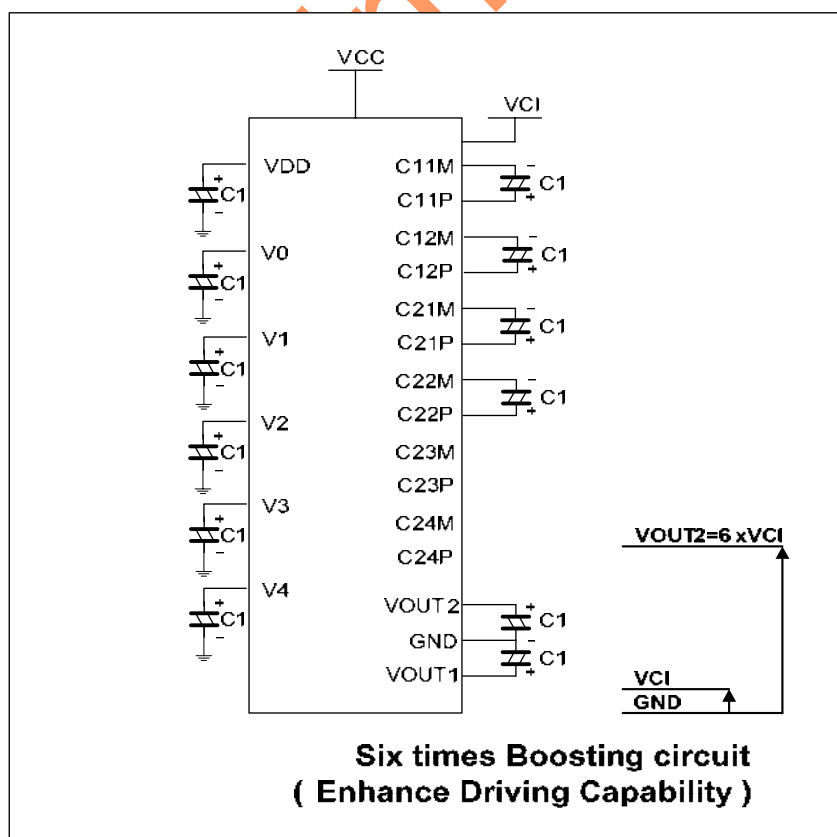 VCC
VCI
VDD
+
C1
-
V0
+
C1
-
V1
+
C1
-
V2
+
C1
-
V3
+
C1
-
V4
+
C1
-
C11M
-
C1
C11P
+
C12M
-
C1
C12P
+
C21M
-
C1
C21P
+
C22M
-
C1
C22P
+
C23M
C23P
C24M
C24P
VOUT2
+
C1
GND
-
C1
VOUT1
+
VOUT2=6 xVCI
VCI
GND
Six times Boosting circuit
( Enhance Driving Capability )